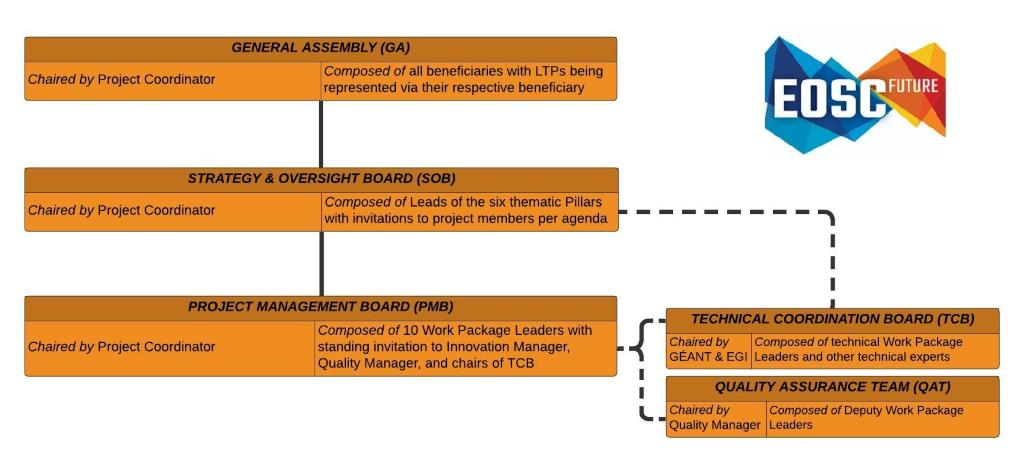 GENERAL ASSEMBLY (GA)
Chaired by Project Coordinator
Composed of all beneficiaries with LTPs being
represented via their respective beneficiary
EOSC FUTURE
STRATEGY & OVERSIGHT BOARD (SOB)
Chaired by Project Coordinator
Composed of Leads of the six thematic Pillars
with invitations to project members per agenda
PROJECT MANAGEMENT BOARD (PMB)
Chaired by Project Coordinator
Composed of 10 Work Package Leaders with
standing invitation to Innovation Manager,
Quality Manager, and chairs of TCB
TECHNICAL COORDINATION BOARD (TCB)
Chaired by
GÉANT & EGI
Composed of technical Work Package
Leaders and other technical experts
QUALITY ASSURANCE TEAM (QAT)
Chaired by
Quality Manager
Composed of Deputy Work Package
Leaders